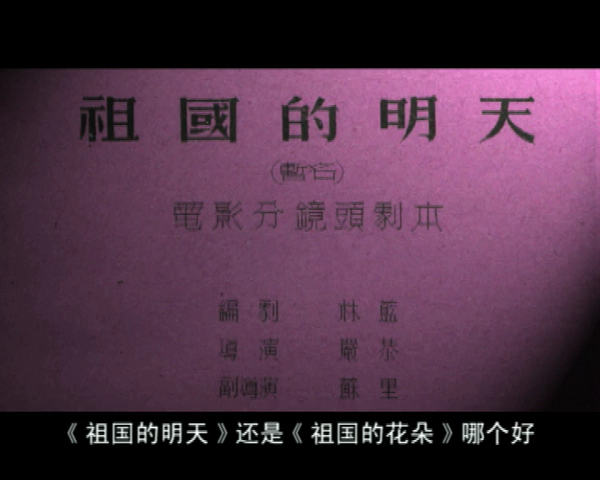 祖國的明天
(暫名)
電影分鏡頭劇本
編劇 林藍
導演 嚴恭
副導演 蘇里
《祖国的明天》还是《祖国的花朵》哪个好